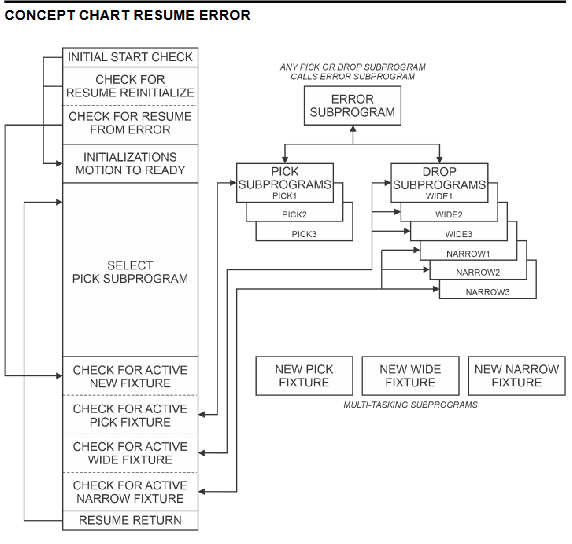 CONCEPT CHART RESUME ERROR
INITIAL START CHECK
CHECK FOR
RESUME REINITIALIZE
CHECK FOR RESUME
FROM ERROR
INITIALIZATIONS
MOTION TO READY
SELECT
PICK SUBPROGRAM
CHECK FOR ACTIVE
NEW FIXTURE
CHECK FOR ACTIVE
PICK FIXTURE
CHECK FOR ACTIVE
WIDE FIXTURE
CHECK FOR ACTIVE
NARROW FIXTURE
RESUME RETURN
ANY PICK OR DROP SUBPROGRAM
CALLS ERROR SUBPROGRAM
ERROR
SUBPROGRAM
PICK
SUBPROGRAMS
PICK1
PICK2
PICK3
DROP
SUBPROGRAMS
WIDE1
WIDE2
WIDE3
NARROW1
NARROW2
NARROW3
NEW PICK
FIXTURE
NEW WIDE
FIXTURE
NEW NARROW
FIXTURE
MULTI-TASKING SUBPROGRAMS